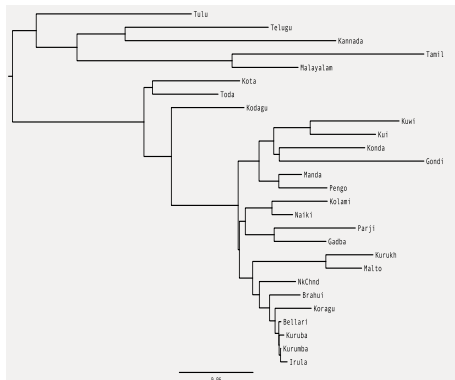 Tulu
Telugu
Kannada
Tamil
Malayalam
Kota
Toda
Kodagu
Kuwi
Kui
Konda
Gondi
Manda
Pengo
Kolami
Naiki
Parji
Gadba
Kurukh
Malto
NkChnd
Brahui
Koragu
Bellari
Kuruba
Kurumba
Irula